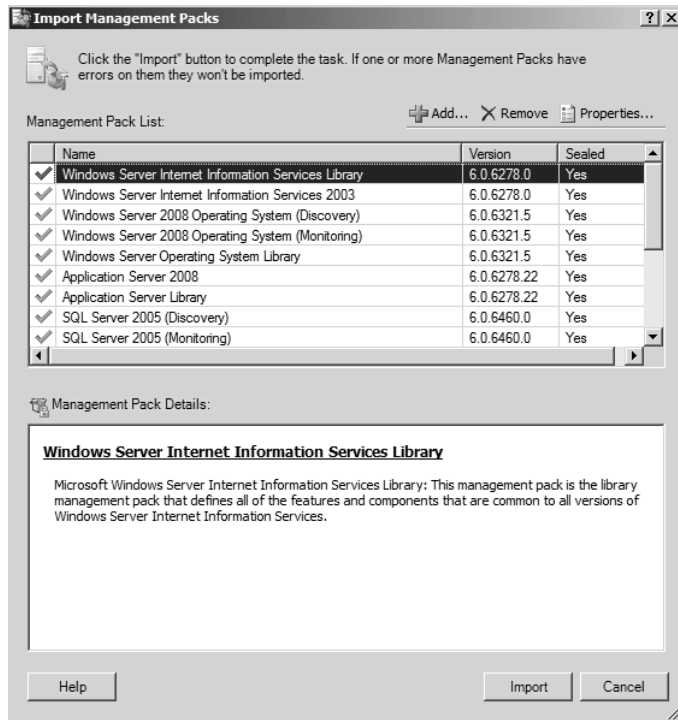 Import Management Packs
Click the "Import" button to complete the task. If one or more Management Packs have
errors on them they won't be imported.
Management Pack List:
Add... Remove Properties...
Name Version Sealed
Windows Server Internet Information Services Library 6.0.6278.0 Yes
Windows Server Internet Information Services 2003 6.0.6278.0 Yes
Windows Server 2008 Operating System (Discovery) 6.0.6321.5 Yes
Windows Server 2008 Operating System (Monitoring) 6.0.6321.5 Yes
Windows Server Operating System Library 6.0.6321.5 Yes
Application Server 2008 6.0.6278.22 Yes
Application Server Library 6.0.6278.22 Yes
SQL Server 2005 (Discovery) 6.0.6460.0 Yes
SQL Server 2005 (Monitoring) 6.0.6460.0 Yes
Management Pack Details:
Windows Server Internet Information Services Library
Microsoft Windows Server Internet Information Services Library: This management pack is the library
management pack that defines all of the features and components that are common to all versions of
Windows Server Internet Information Services.
Help Import Cancel